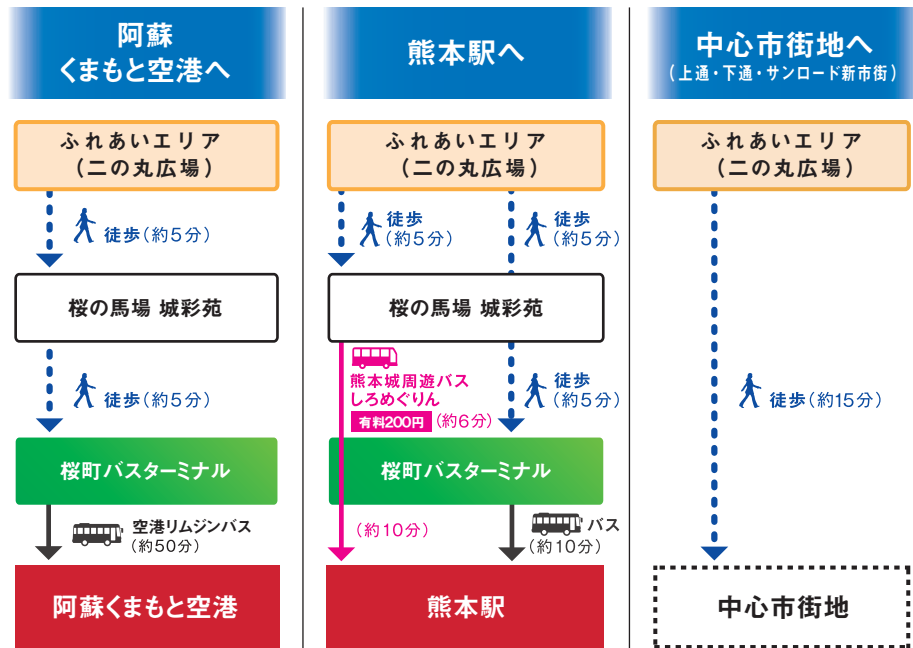 阿蘇
くまもと空港へ
ふれあいエリア
(二の丸広場)
徒歩(約5分)
桜の馬場 城彩苑
徒歩(約5分)
桜町バスターミナル
空港リムジンバス
(約50分)
阿蘇くまもと空港
熊本駅へ
ふれあいエリア
(二の丸広場)
徒歩
(約5分)
徒歩
(約5分)
桜の馬場 城彩苑
熊本城周遊バス
しろめぐりん
有料200円 (約6分)
徒歩
(約5分)
桜町バスターミナル
(約10分)
バス
(約10分)
熊本駅
中心市街地へ
(上通・下通・サンロード新市街)
ふれあいエリア
(二の丸広場)
徒歩(約15分)
中心市街地